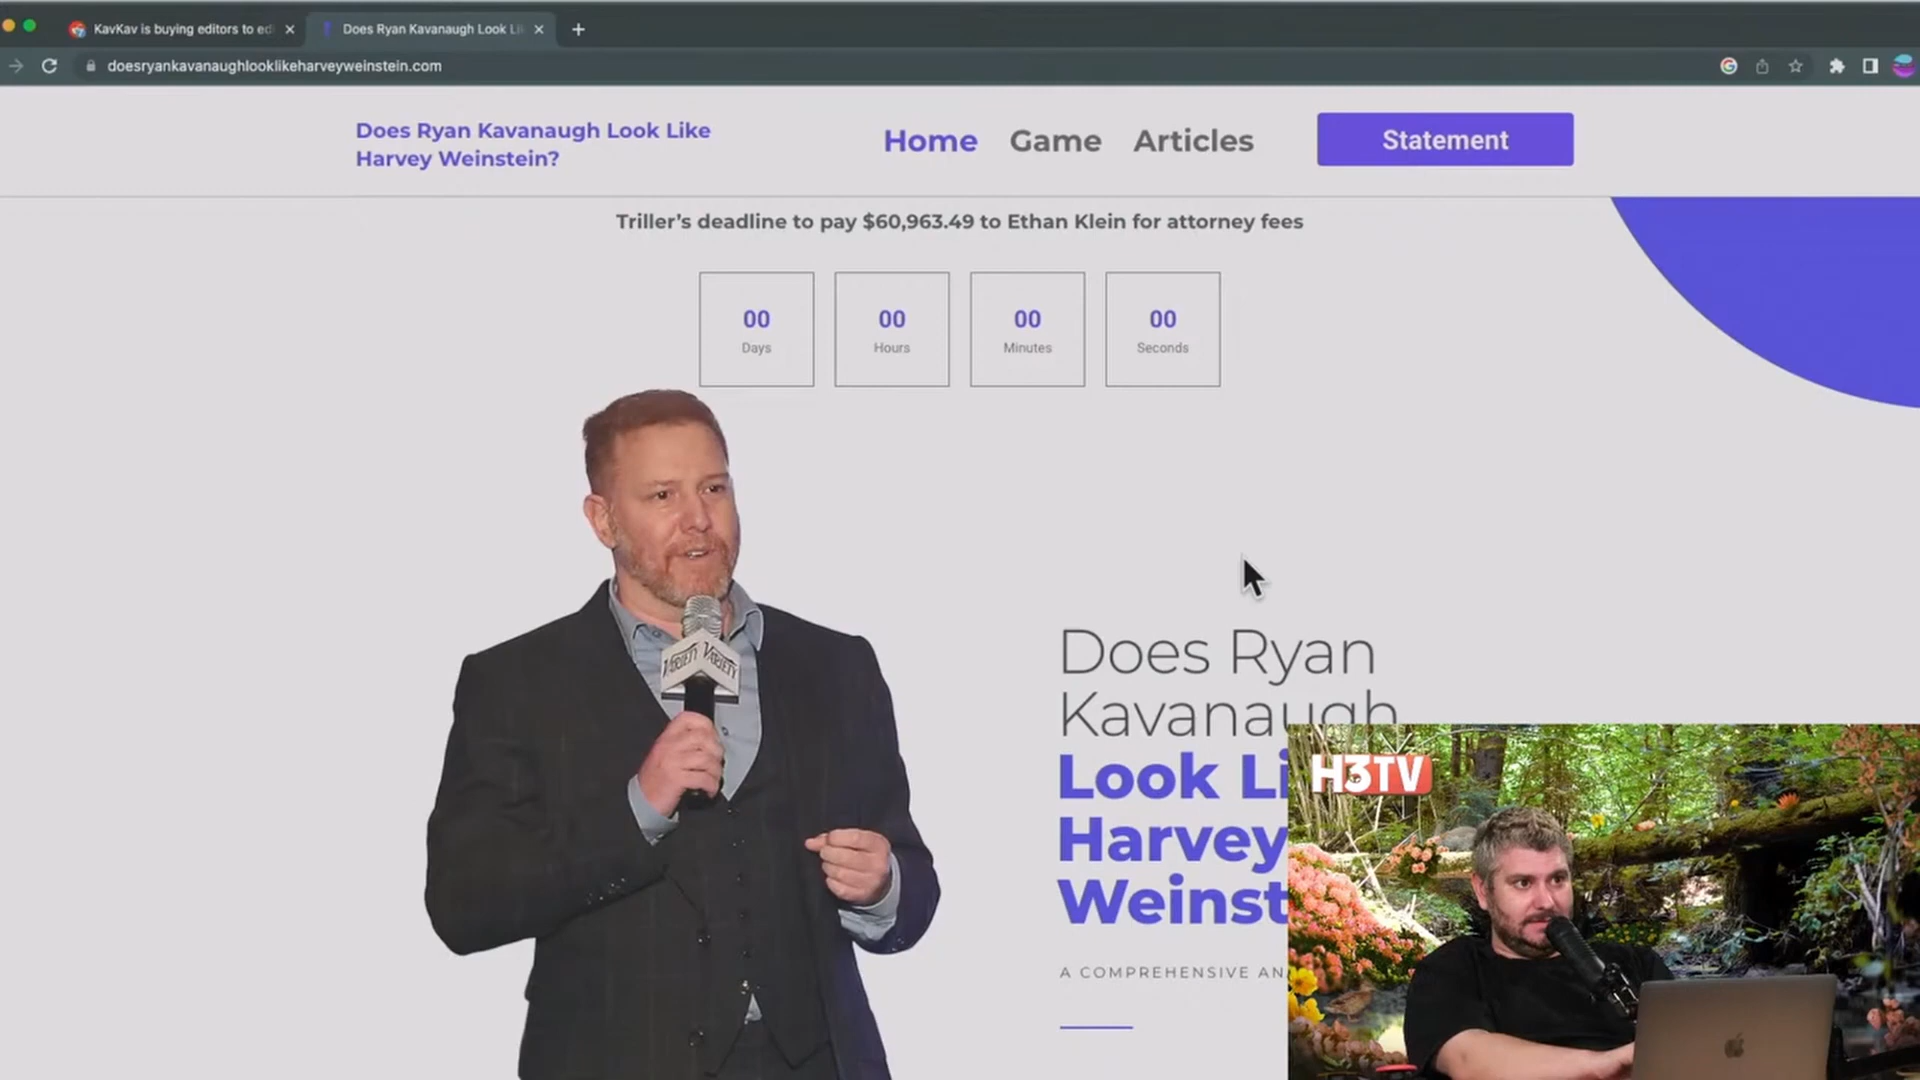 KavKav is buying editors to ed
Does Ryan Kavanaugh Look Li
doesryankavanaughlooklikeharveyweinstein.com
Does Ryan Kavanaugh Look Like
Harvey Weinstein?
Home
Game
Articles
Statement
Triller’s deadline to pay $60,963.49 to Ethan Klein for attorney fees
00
Days
00
Hours
00
Minutes
00
Seconds
VARIETY VARIETY
Does Ryan
Kavanaugh
Look Li
Harvey
Weinst
A COMPREHENSIVE AN
H3TV